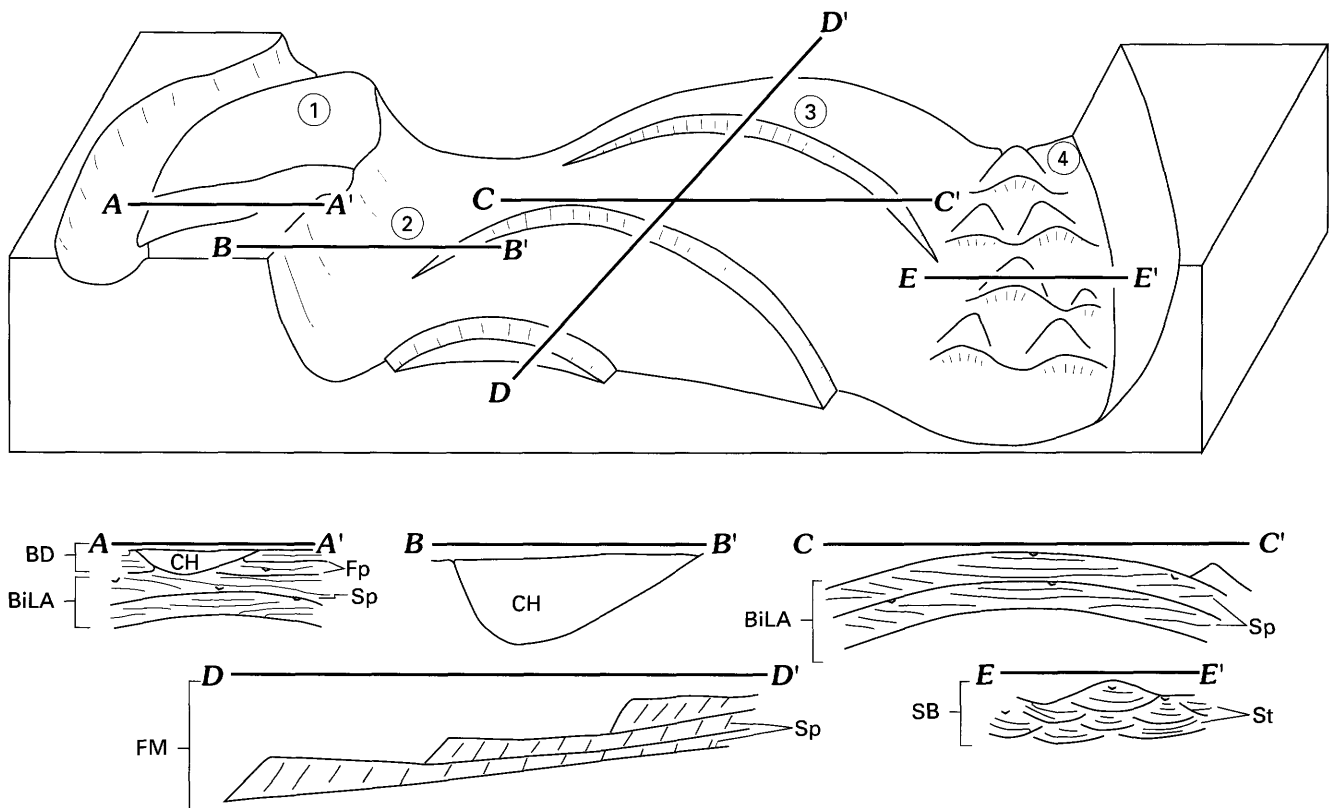 D'
1
3
4
A A' 2 C C'
B B'
E E'
D
A A' B B' C C'
BD CH Fp
BiLA Sp CH BiLA Sp
D D' E E'
FM Sp SB St